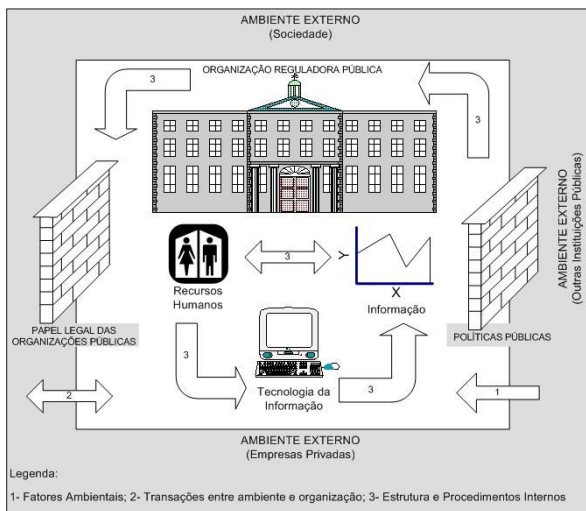 AMBIENTE EXTERNO
(Sociedade)
ORGANIZAÇÃO REGULADORA PÚBLICA
3
3
AMBIENTE EXTERNO
(Outras Instituições Públicas)
3
Y
X
Recursos
Humanos
Informação
PAPEL LEGAL DAS
ORGANIZAÇÕES PÚBLICAS
POLÍTICAS PÚBLICAS
3
Tecnologia da
Informação
3
2
1
AMBIENTE EXTERNO
(Empresas Privadas)
Legenda:
1- Fatores Ambientais; 2- Transações entre ambiente e organização; 3- Estrutura e Procedimentos Internos